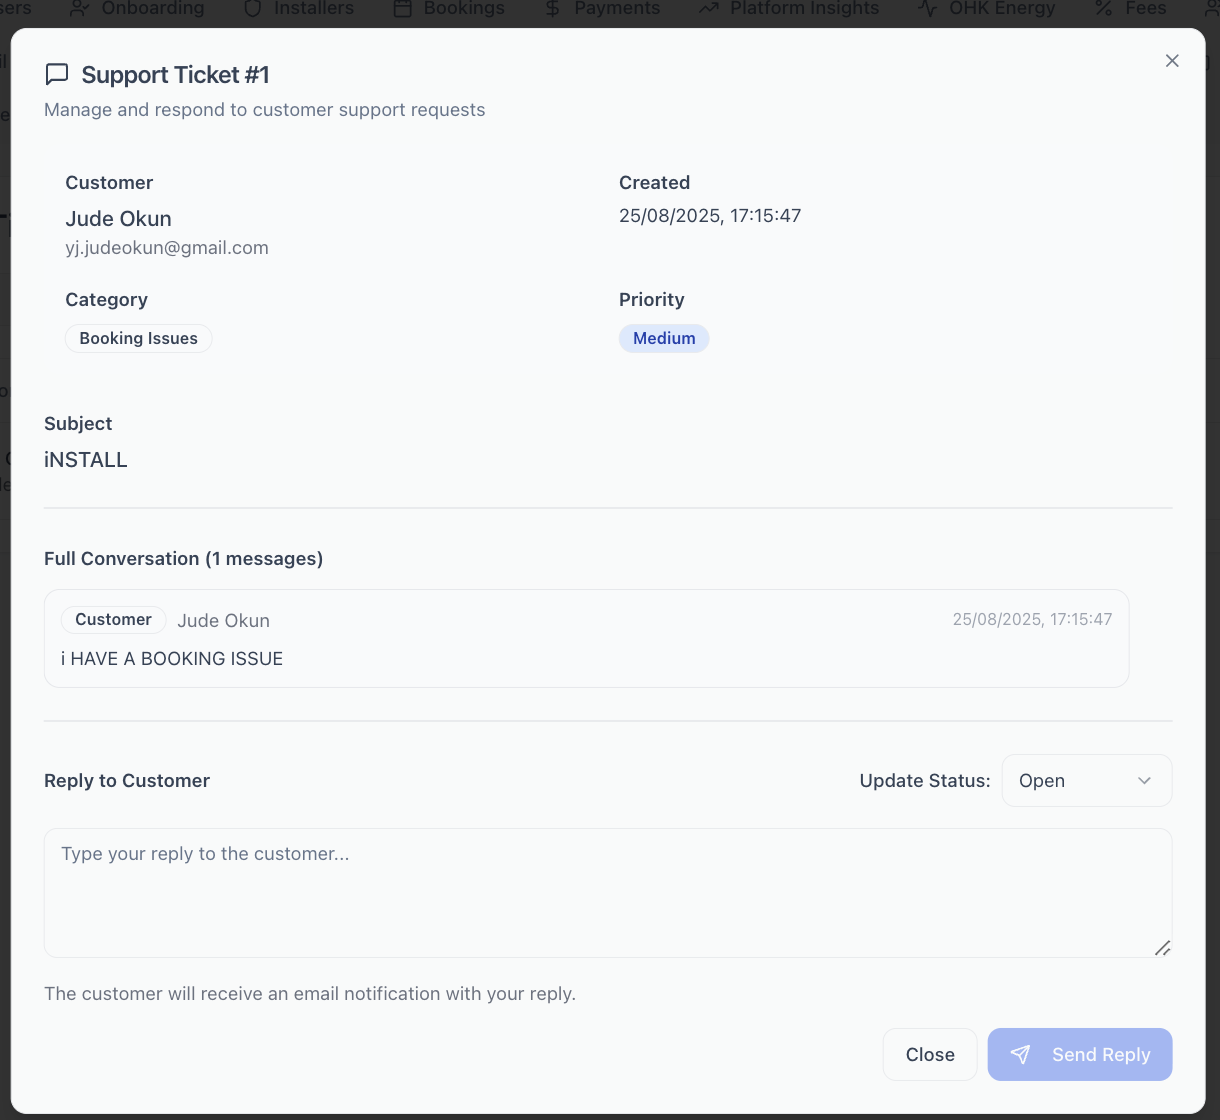 sers Onboarding Installers Bookings Payments Platform Insights OHK Energy Fees
Support Ticket #1
Manage and respond to customer support requests
Customer
Jude Okun
yj.judeokun@gmail.com
Created
25/08/2025, 17:15:47
Category
Booking Issues
Priority
Medium
Subject
iNSTALL
Full Conversation (1 messages)
Customer Jude Okun 25/08/2025, 17:15:47
i HAVE A BOOKING ISSUE
Reply to Customer Update Status: Open
Type your reply to the customer...
The customer will receive an email notification with your reply.
Close Send Reply